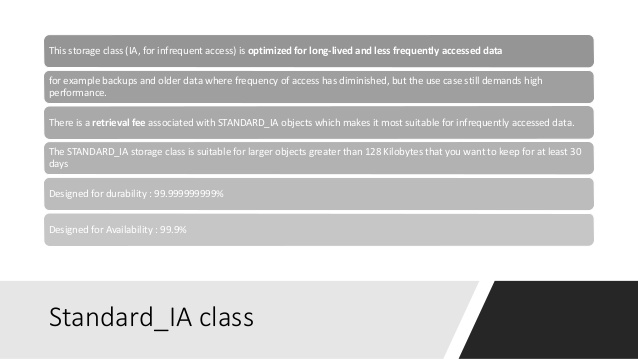 This storage class (IA, for infrequent access) is optimized for long-lived and less frequently accessed data
for example backups and older data where frequency of access has diminished, but the use case still demands high
performance.
There is a retrieval fee associated with STANDARD_IA objects which makes it most suitable for infrequently accessed data.
The STANDARD_IA storage class is suitable for larger objects greater than 128 Kilobytes that you want to keep for at least 30
days
Designed for durability : 99.999999999%
Designed for Availability : 99.9%
Standard_IA class